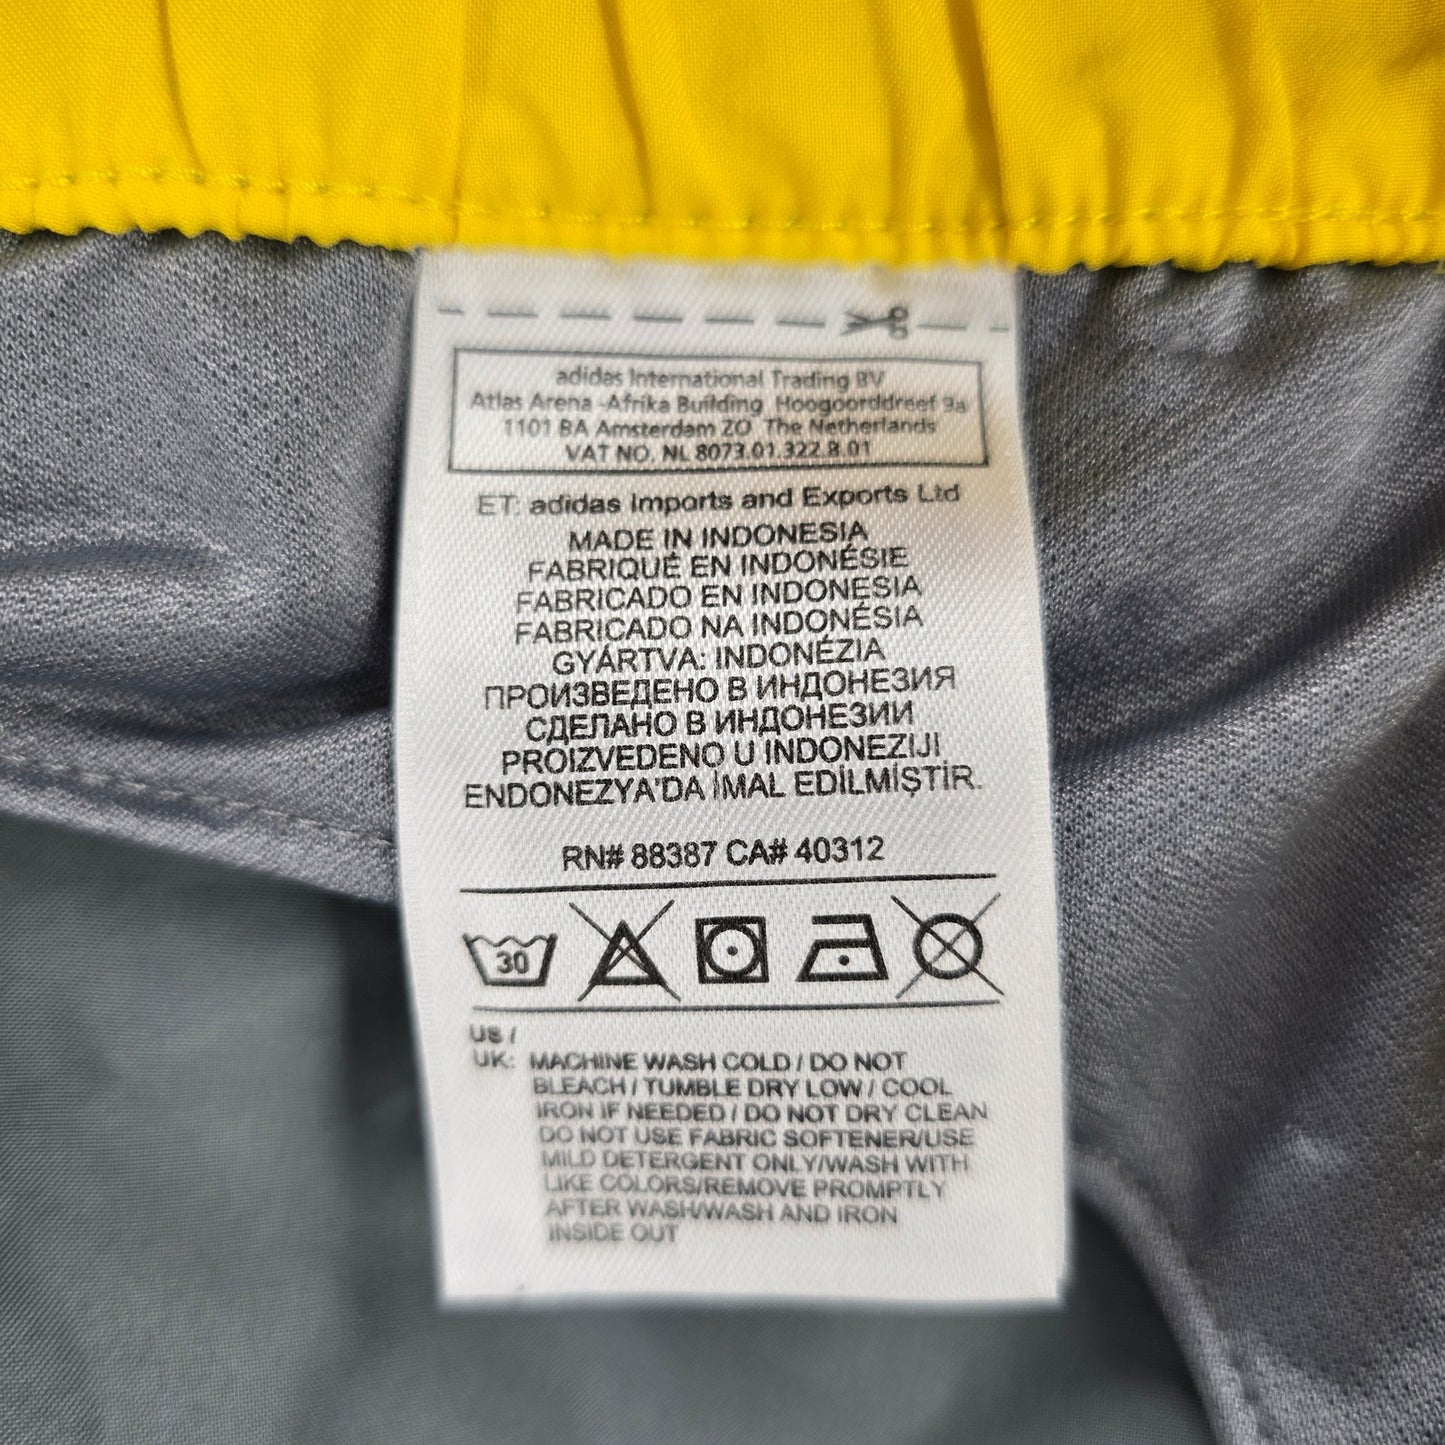 adidas International Trading BV
Atlas Arena -Afrika Building Hoogoorddreef 9a
1101 BA Amsterdam ZO The Netherlands
VAT NO. NL 8073.01.322.B.01
ET: adidas Imports and Exports Ltd
MADE IN INDONESIA
FABRIQUÉ EN INDONÉSIE
FABRICADO EN INDONESIA
FABRICADO NA INDONÉSIA
GYÁRTVA: INDONÉZIA
ПРОИЗВЕДЕНО В ИНДОНЕЗИЯ
СДЕЛАНО В ИНДОНЕЗИИ
PROIZVEDENO U INDONEZIJI
ENDONEZYA'DA İMAL EDİLMİŞTİR.
RN# 88387 CA# 40312
30
US /
UK: MACHINE WASH COLD / DO NOT
BLEACH / TUMBLE DRY LOW / COOL
IRON IF NEEDED / DO NOT DRY CLEAN
DO NOT USE FABRIC SOFTENER/USE
MILD DETERGENT ONLY/WASH WITH
LIKE COLORS/REMOVE PROMPTLY
AFTER WASH/WASH AND IRON
INSIDE OUT